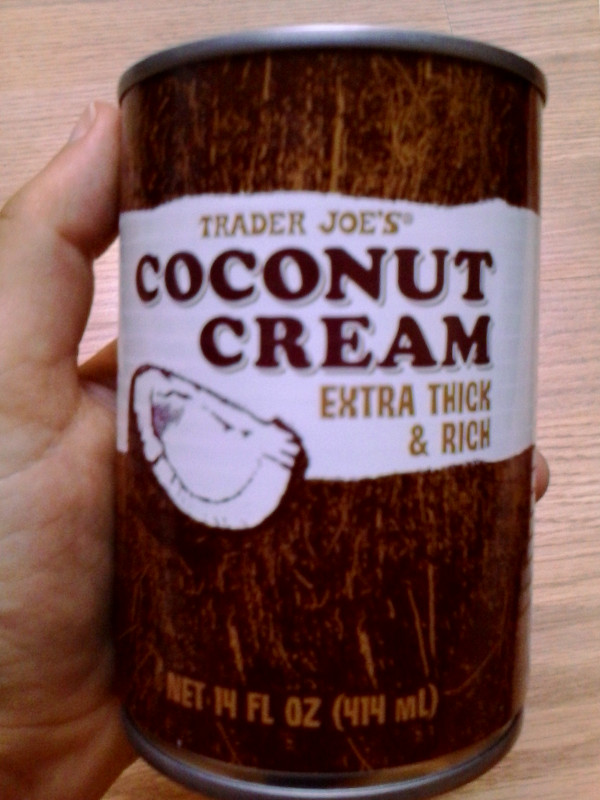 TRADER JOE'S®
COCONUT
CREAM
EXTRA THICK
& RICH
NET 14 FL OZ (414 mL)